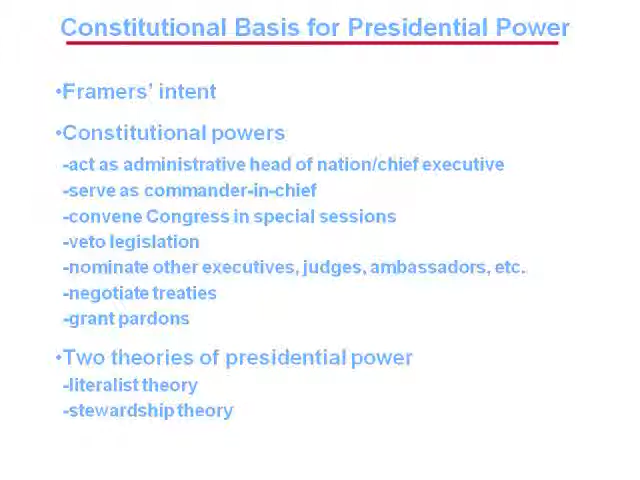 Constitutional Basis for Presidential Power
•Framers’ intent
•Constitutional powers
-act as administrative head of nation/chief executive
-serve as commander-in-chief
-convene Congress in special sessions
-veto legislation
-nominate other executives, judges, ambassadors, etc.
-negotiate treaties
-grant pardons
•Two theories of presidential power
-literalist theory
-stewardship theory